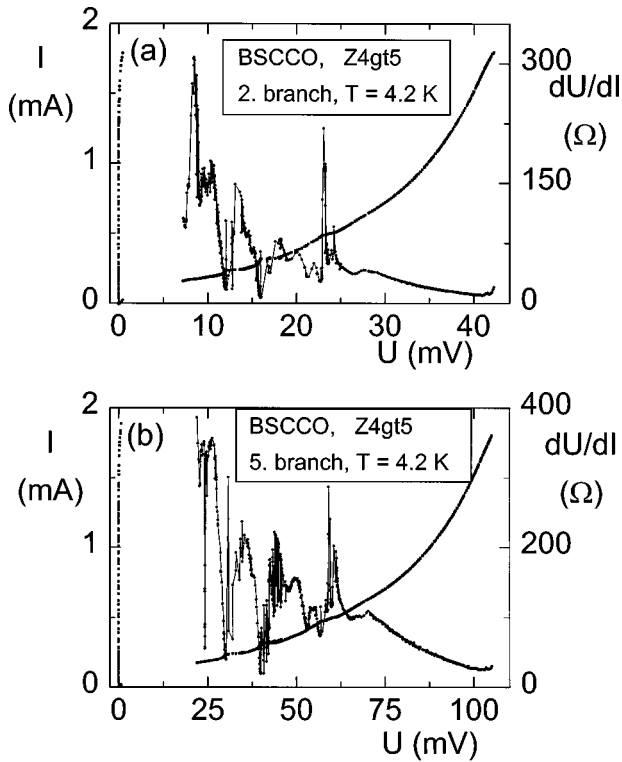 I
(mA)
2
1
0
(a)
BSCCO, Z4gt5
2. branch, T = 4.2 K
300
150
0
dU/dI
(Ω)
0 10 20 30 40
U (mV)
I
(mA)
2
1
0
(b)
BSCCO, Z4gt5
5. branch, T = 4.2 K
400
200
0
dU/dI
(Ω)
0 25 50 75 100
U (mV)